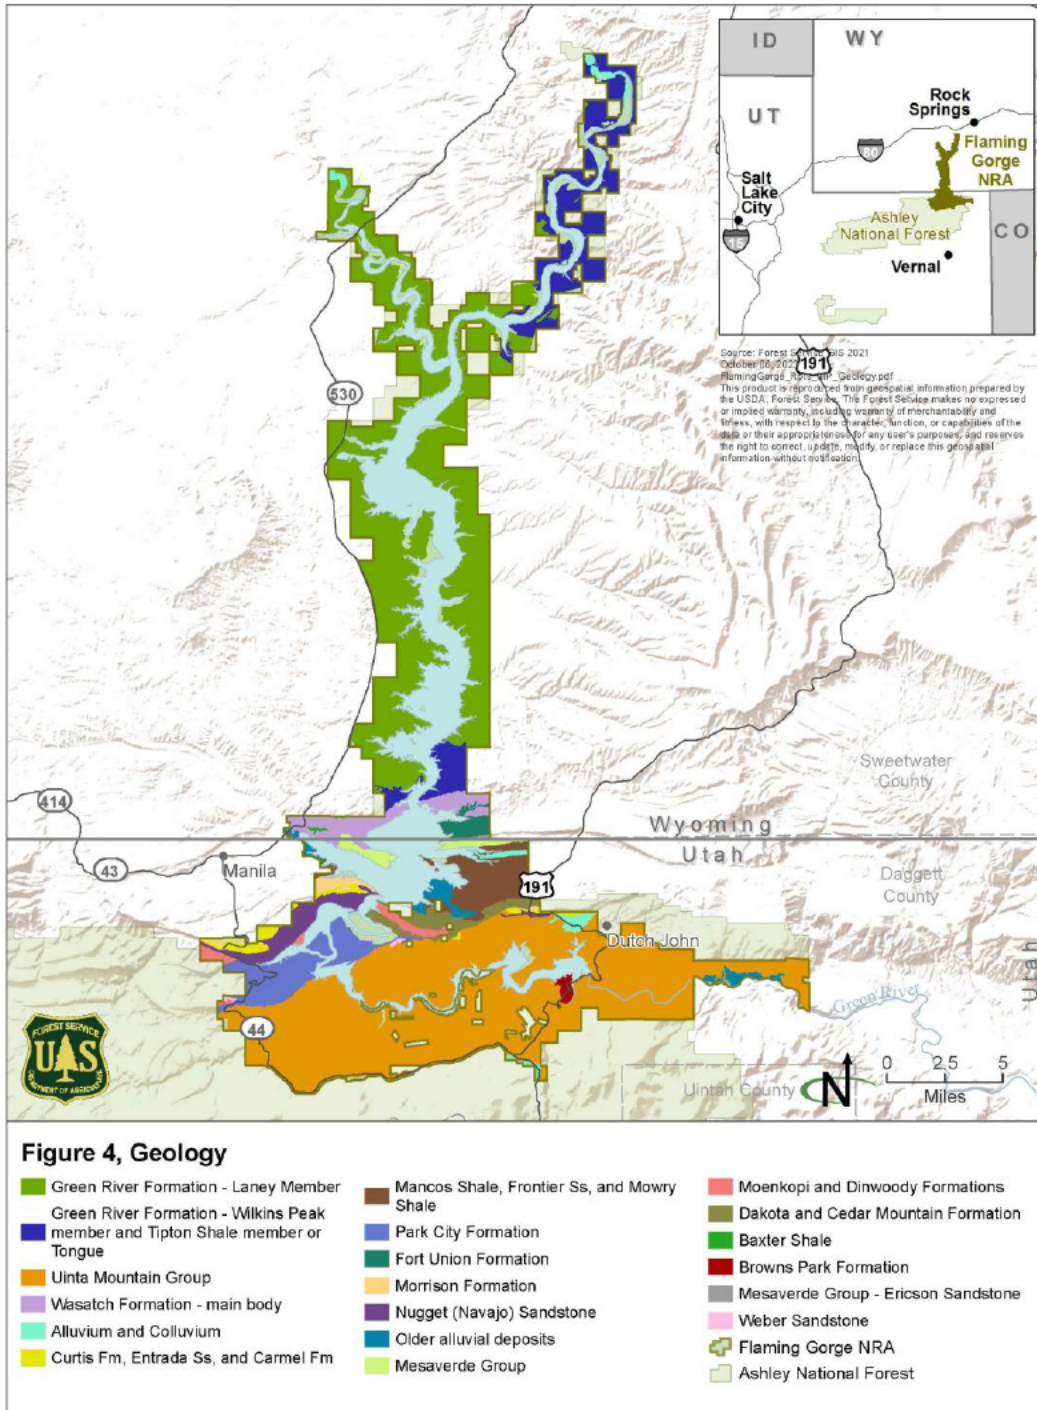 ID
WY
UT
Rock
Springs
80
Flaming
Gorge
NRA
Salt
Lake
City
15
Ashley
National Forest
CO
Vernal
191
Source: Forest Service GIS 2021
October 06, 202
FlamingGorge_ _Geology.pdf
This product is reproduced from geospatial information prepared by
the USDA, Forest Service. The Forest Service makes no expressed
or implied warranty, including warranty of merchantability and
fitness, with respect to the character, function, or capabilities of the
data or their appropriateness for any user's purposes, and reserves
the right to correct, update, modify, or replace this geospatial
information without notification.
530
Sweetwater
County
414
Wyoming
Utah
43
Manila
191
Daggett
County
Dutch John
Utah
Green River
44
FOREST SERVICE
U S
DEPARTMENT OF AGRICULTURE
Uintah County
N
0 2.5 5
Miles
Figure 4, Geology
Green River Formation - Laney Member
Green River Formation - Wilkins Peak
member and Tipton Shale member or
Tongue
Uinta Mountain Group
Wasatch Formation - main body
Alluvium and Colluvium
Curtis Fm, Entrada Ss, and Carmel Fm
Mancos Shale, Frontier Ss, and Mowry
Shale
Park City Formation
Fort Union Formation
Morrison Formation
Nugget (Navajo) Sandstone
Older alluvial deposits
Mesaverde Group
Moenkopi and Dinwoody Formations
Dakota and Cedar Mountain Formation
Baxter Shale
Browns Park Formation
Mesaverde Group - Ericson Sandstone
Weber Sandstone
Flaming Gorge NRA
Ashley National Forest